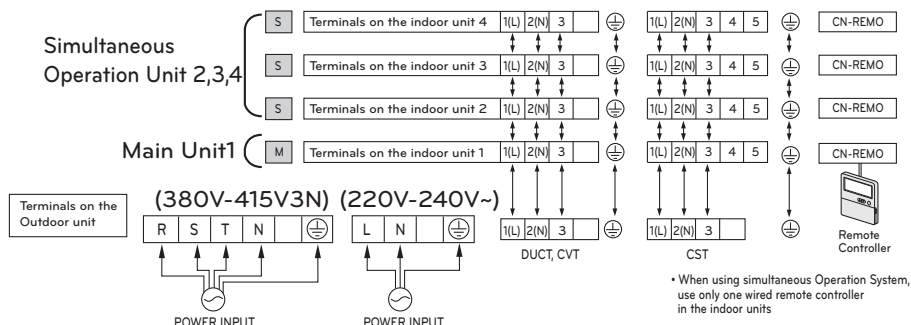 S Terminals on the indoor unit 4 1(L) 2(N) 3 1(L) 2(N) 3 4 5 CN-REMO
Simultaneous
Operation Unit 2,3,4
S Terminals on the indoor unit 3 1(L) 2(N) 3 1(L) 2(N) 3 4 5 CN-REMO
S Terminals on the indoor unit 2 1(L) 2(N) 3 1(L) 2(N) 3 4 5 CN-REMO
Main Unit1 M Terminals on the indoor unit 1 1(L) 2(N) 3 1(L) 2(N) 3 4 5 CN-REMO
Terminals on the
Outdoor unit
(380V-415V3N) (220V-240V~)
R S T N L N 1(L) 2(N) 3 1(L) 2(N) 3
DUCT, CVT CST
Remote
Controller
POWER INPUT POWER INPUT
• When using simultaneous Operation System,
use only one wired remote controller
in the indoor units